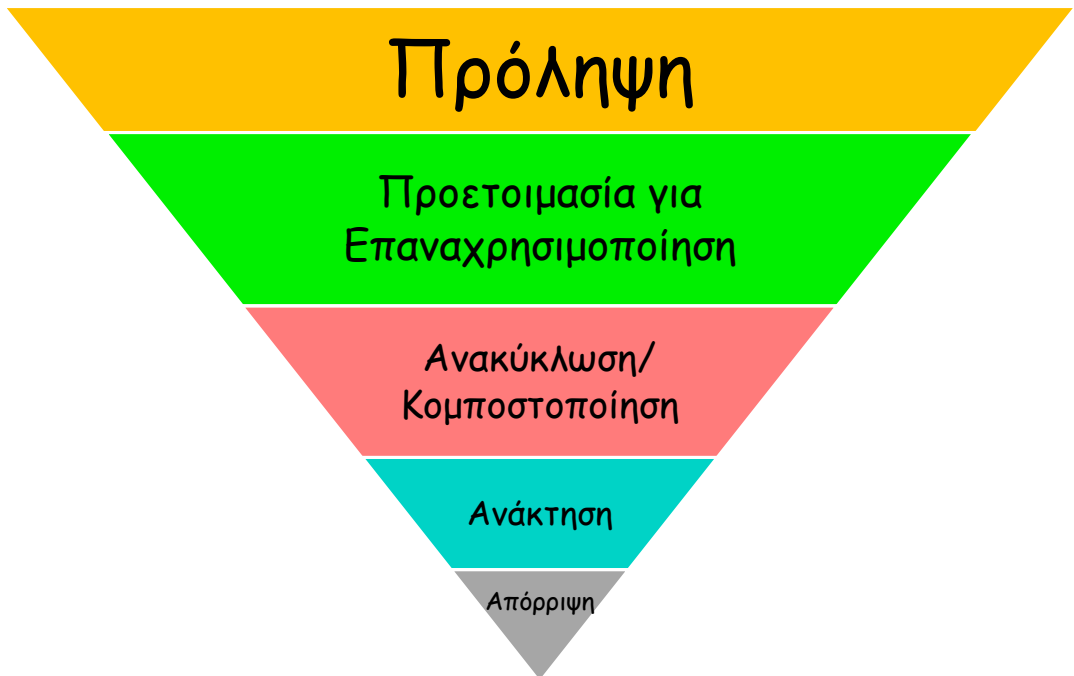 Πρόληψη
Προετοιμασία για
Επαναχρησιμοποίηση
Ανακύκλωση/
Κομποστοποίηση
Ανάκτηση
Απόρριψη